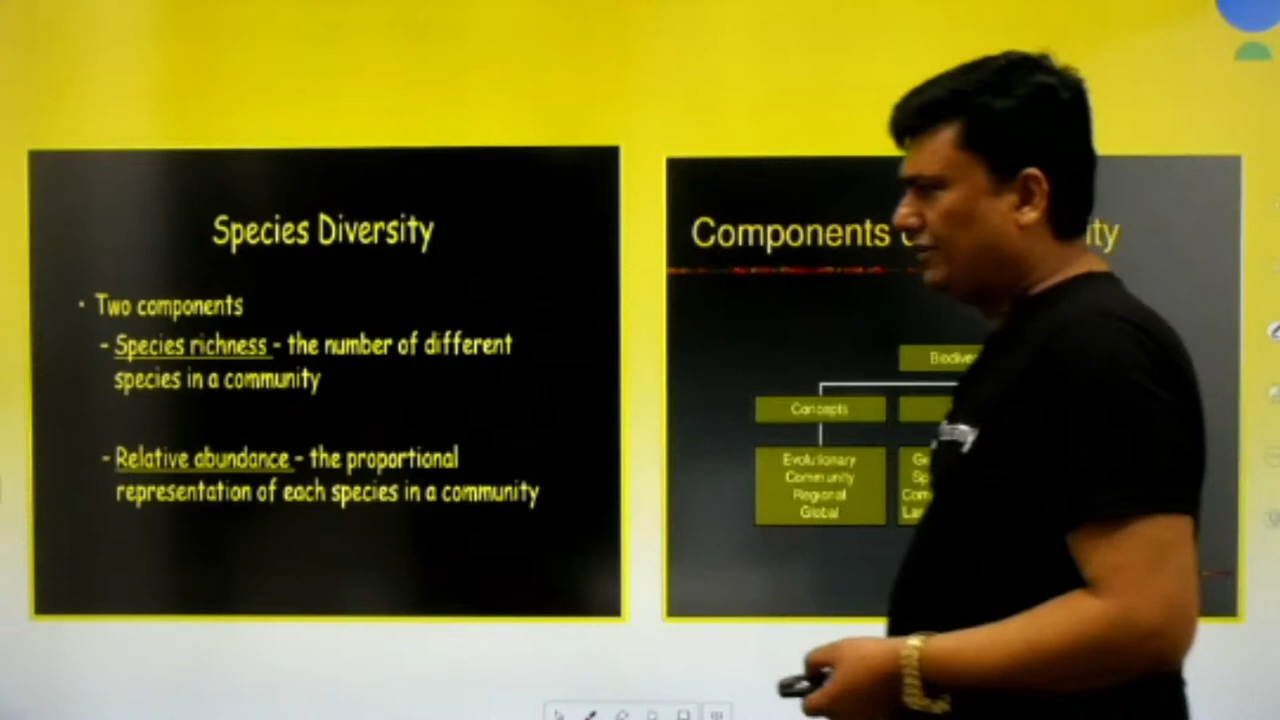 Species Diversity
• Two components
- Species richness - the number of different
species in a community
- Relative abundance - the proportional
representation of each species in a community
Components
Concepts
Evolutionary
Community
Regional
Global